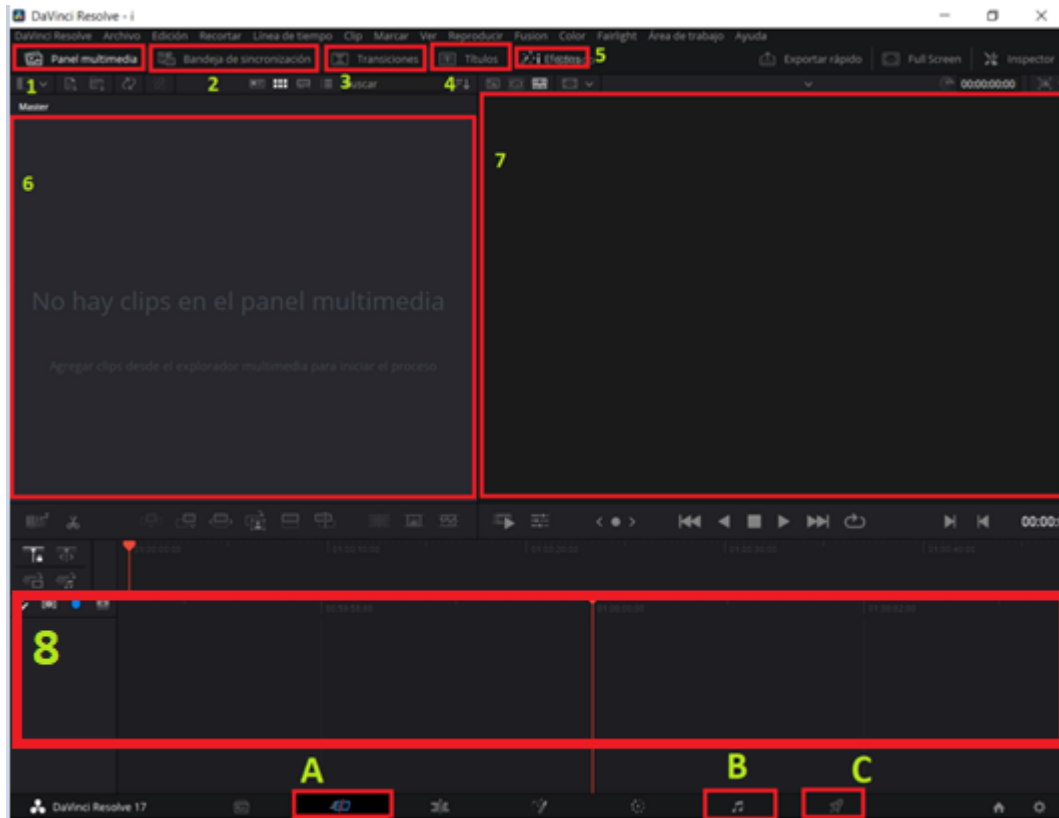 DaVinci Resolve - i
DaVinci Resolve Archivo Edición Recortar Línea de tiempo Clip Marcar Ver Reproducir Fusion Color Fairlight Área de trabajo Ayuda
Panel multimedia Bandeja de sincronización Transiciones Títulos Efectos 5 Exportar rápido Full Screen Inspector
1 2 3 Buscar 4 00:00:00:00
Master
6 7
No hay clips en el panel multimedia
Agregar clips desde el explorador multimedia para iniciar el proceso
00:00:
8
A B C
DaVinci Resolve 17